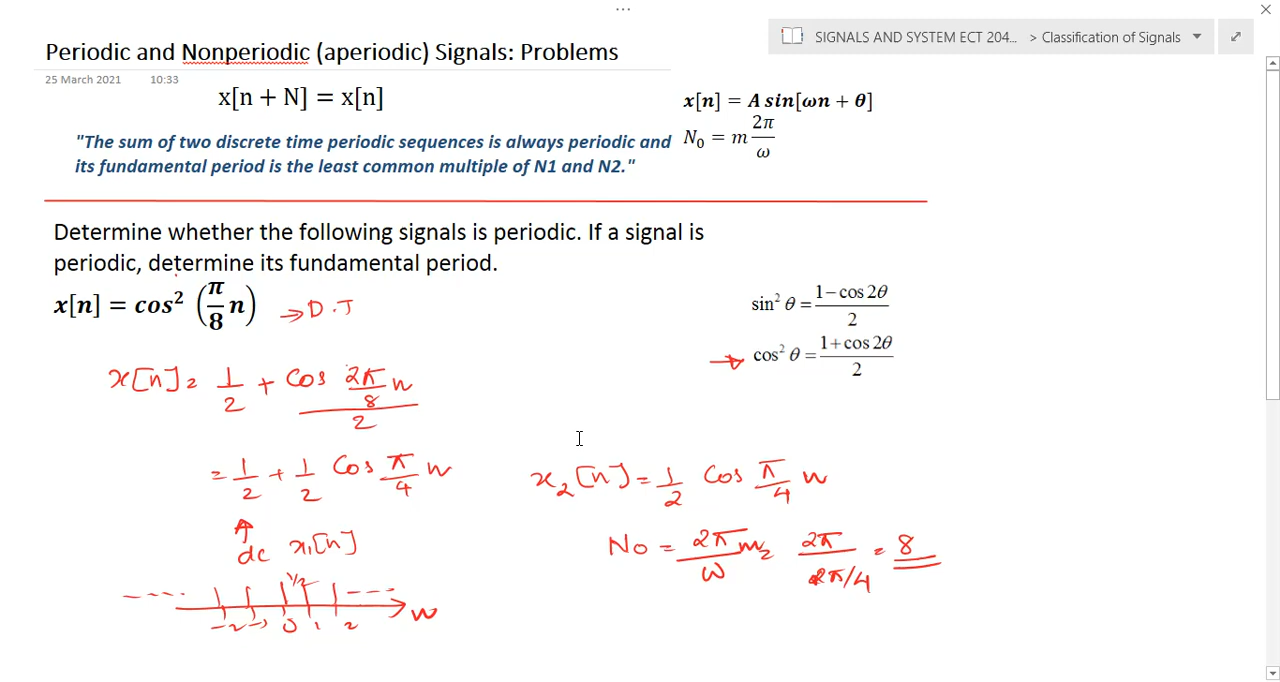 ...
SIGNALS AND SYSTEM ECT 204... > Classification of Signals
Periodic and Nonperiodic (aperiodic) Signals: Problems
25 March 2021 10:33
x[n + N] = x[n]
x[n] = A sin[ωn + θ]
N₀ = m 2π/ω
"The sum of two discrete time periodic sequences is always periodic and
its fundamental period is the least common multiple of N1 and N2."
Determine whether the following signals is periodic. If a signal is
periodic, determine its fundamental period.
x[n] = cos² (π/8 n) → D.T
sin² θ = (1−cos 2θ)/2
→ cos² θ = (1+cos 2θ)/2
x[n] = 1/2 + (cos 2π/8 n)/2
= 1/2 + 1/2 cos π/4 n
x₂[n] = 1/2 cos π/4 n
↑
dc x₁[n]
No = 2π/ω m = 2π/(π/4) = 8
1/2
-2 -1 0 1 2 n